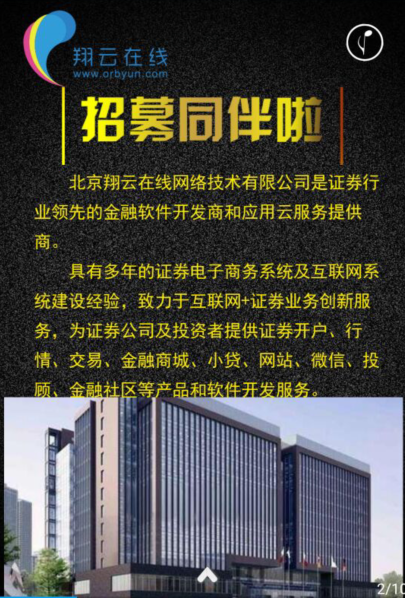 翔云在线
www.orbyun.com
招募同伴啦
北京翔云在线网络技术有限公司是证券行
业领先的金融软件开发商和应用云服务提供
商。
具有多年的证券电子商务系统及互联网系
统建设经验，致力于互联网+证券业务创新服
务，为证券公司及投资者提供证券开户、行
情、交易、金融商城、小贷、网站、微信、投
顾、金融社区等产品和软件开发服务。
2/10